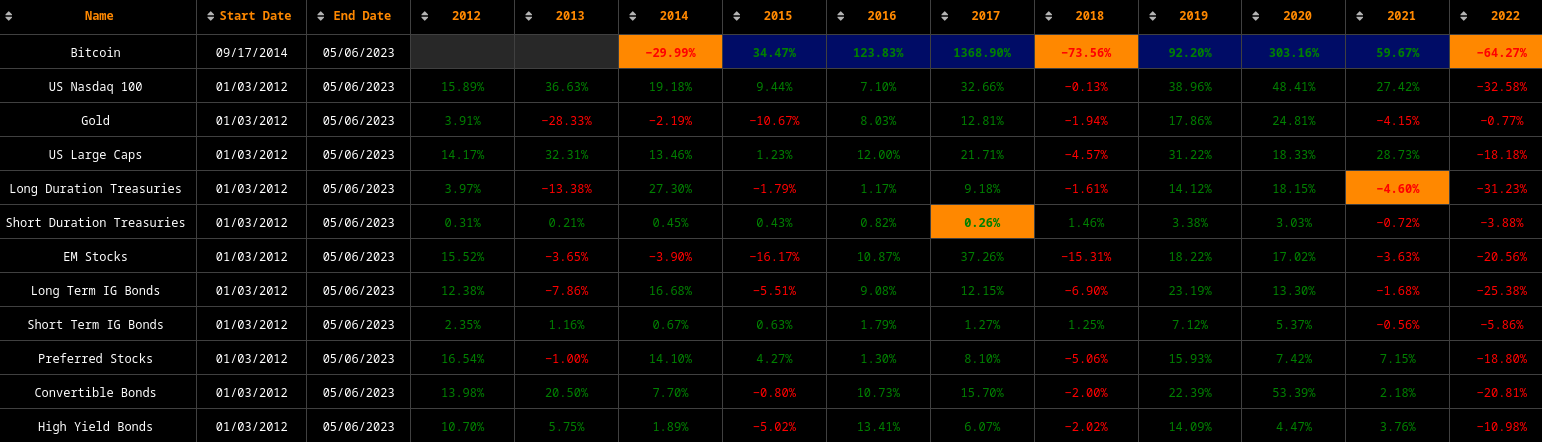 Name Start Date End Date 2012 2013 2014 2015 2016 2017 2018 2019 2020 2021 2022
Bitcoin 09/17/2014 05/06/2023 −29.99% 34.47% 123.83% 1368.90% −73.56% 92.20% 303.16% 59.67% −64.27%
US Nasdaq 100 01/03/2012 05/06/2023 15.89% 36.63% 19.18% 9.44% 7.10% 32.66% −0.13% 38.96% 48.41% 27.42% −32.58%
Gold 01/03/2012 05/06/2023 3.91% −28.33% −2.19% −10.67% 8.03% 12.81% −1.94% 17.86% 24.81% −4.15% −0.77%
US Large Caps 01/03/2012 05/06/2023 14.17% 32.31% 13.46% 1.23% 12.00% 21.71% −4.57% 31.22% 18.33% 28.73% −18.18%
Long Duration Treasuries 01/03/2012 05/06/2023 3.97% −13.38% 27.30% −1.79% 1.17% 9.18% −1.61% 14.12% 18.15% −4.60% −31.23%
Short Duration Treasuries 01/03/2012 05/06/2023 0.31% 0.21% 0.45% 0.43% 0.82% 0.26% 1.46% 3.38% 3.03% −0.72% −3.88%
EM Stocks 01/03/2012 05/06/2023 15.52% −3.65% −3.90% −16.17% 10.87% 37.26% −15.31% 18.22% 17.02% −3.63% −20.56%
Long Term IG Bonds 01/03/2012 05/06/2023 12.38% −7.86% 16.68% −5.51% 9.08% 12.15% −6.90% 23.19% 13.30% −1.68% −25.38%
Short Term IG Bonds 01/03/2012 05/06/2023 2.35% 1.16% 0.67% 0.63% 1.79% 1.27% 1.25% 7.12% 5.37% −0.56% −5.86%
Preferred Stocks 01/03/2012 05/06/2023 16.54% −1.00% 14.10% 4.27% 1.30% 8.10% −5.06% 15.93% 7.42% 7.15% −18.80%
Convertible Bonds 01/03/2012 05/06/2023 13.98% 20.50% 7.70% −0.80% 10.73% 15.70% −2.00% 22.39% 53.39% 2.18% −20.81%
High Yield Bonds 01/03/2012 05/06/2023 10.70% 5.75% 1.89% −5.02% 13.41% 6.07% −2.02% 14.09% 4.47% 3.76% −10.98%